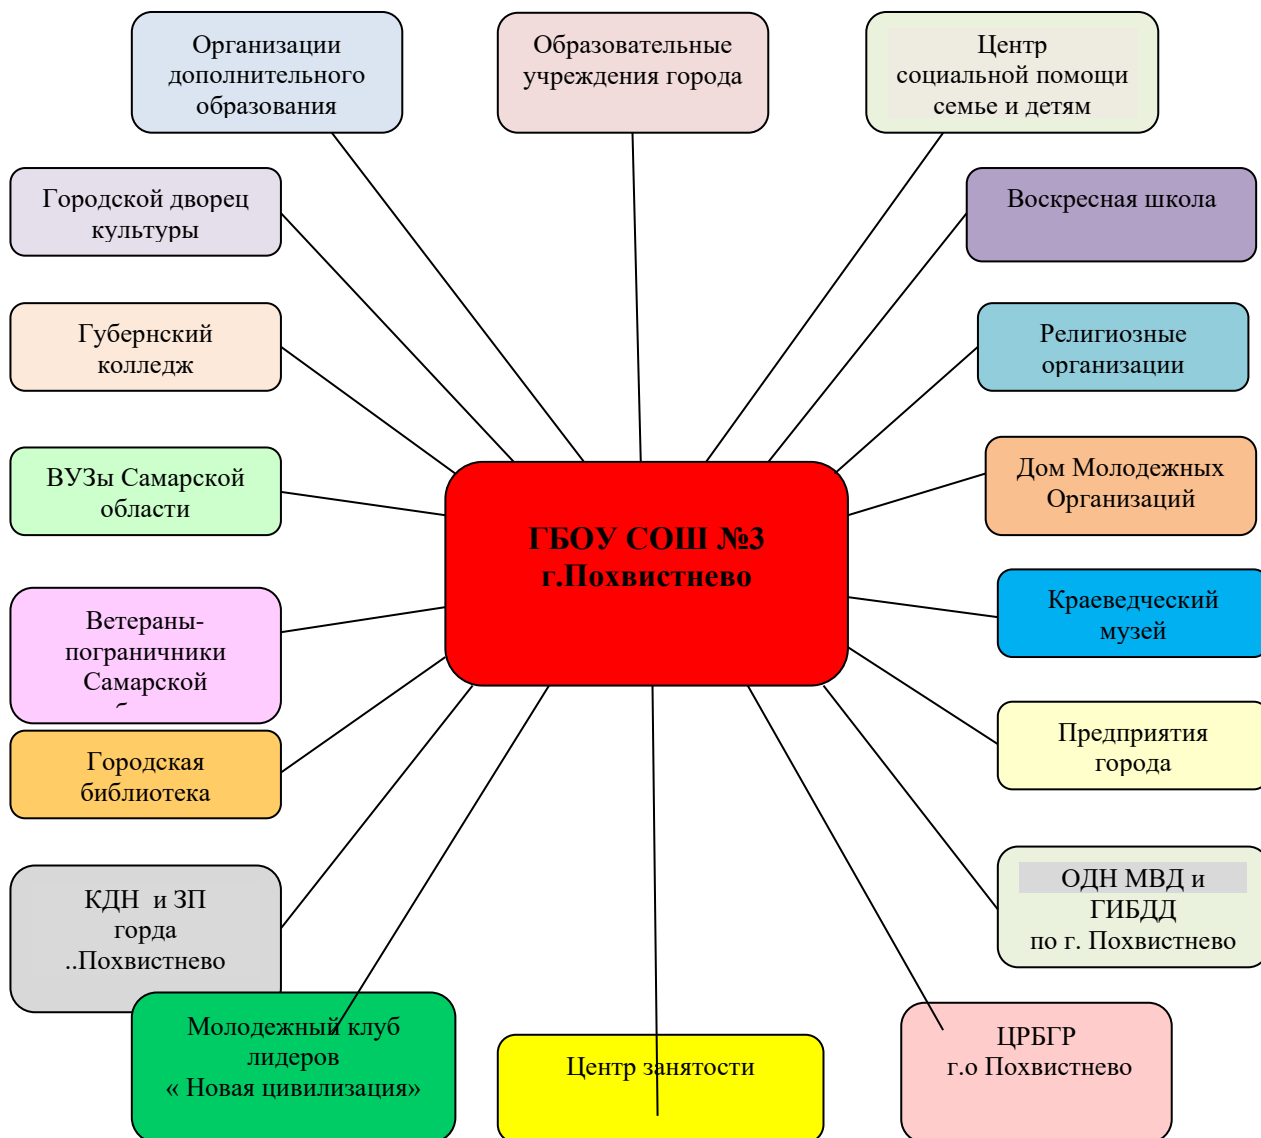 Организации
дополнительного
образования
Образовательные
учреждения города
Центр
социальной помощи
семье и детям
Городской дворец
культуры
Воскресная школа
Губернский
колледж
Религиозные
организации
ВУЗы Самарской
области
Дом Молодежных
Организаций
ГБОУ СОШ №3
г.Похвистнево
Ветераны-
пограничники
Самарской
Краеведческий
музей
Городская
библиотека
Предприятия
города
КДН и ЗП
горда
..Похвистнево
ОДН МВД и
ГИБДД
по г. Похвистнево
Молодежный клуб
лидеров
« Новая цивилизация»
Центр занятости
ЦРБГР
г.о Похвистнево